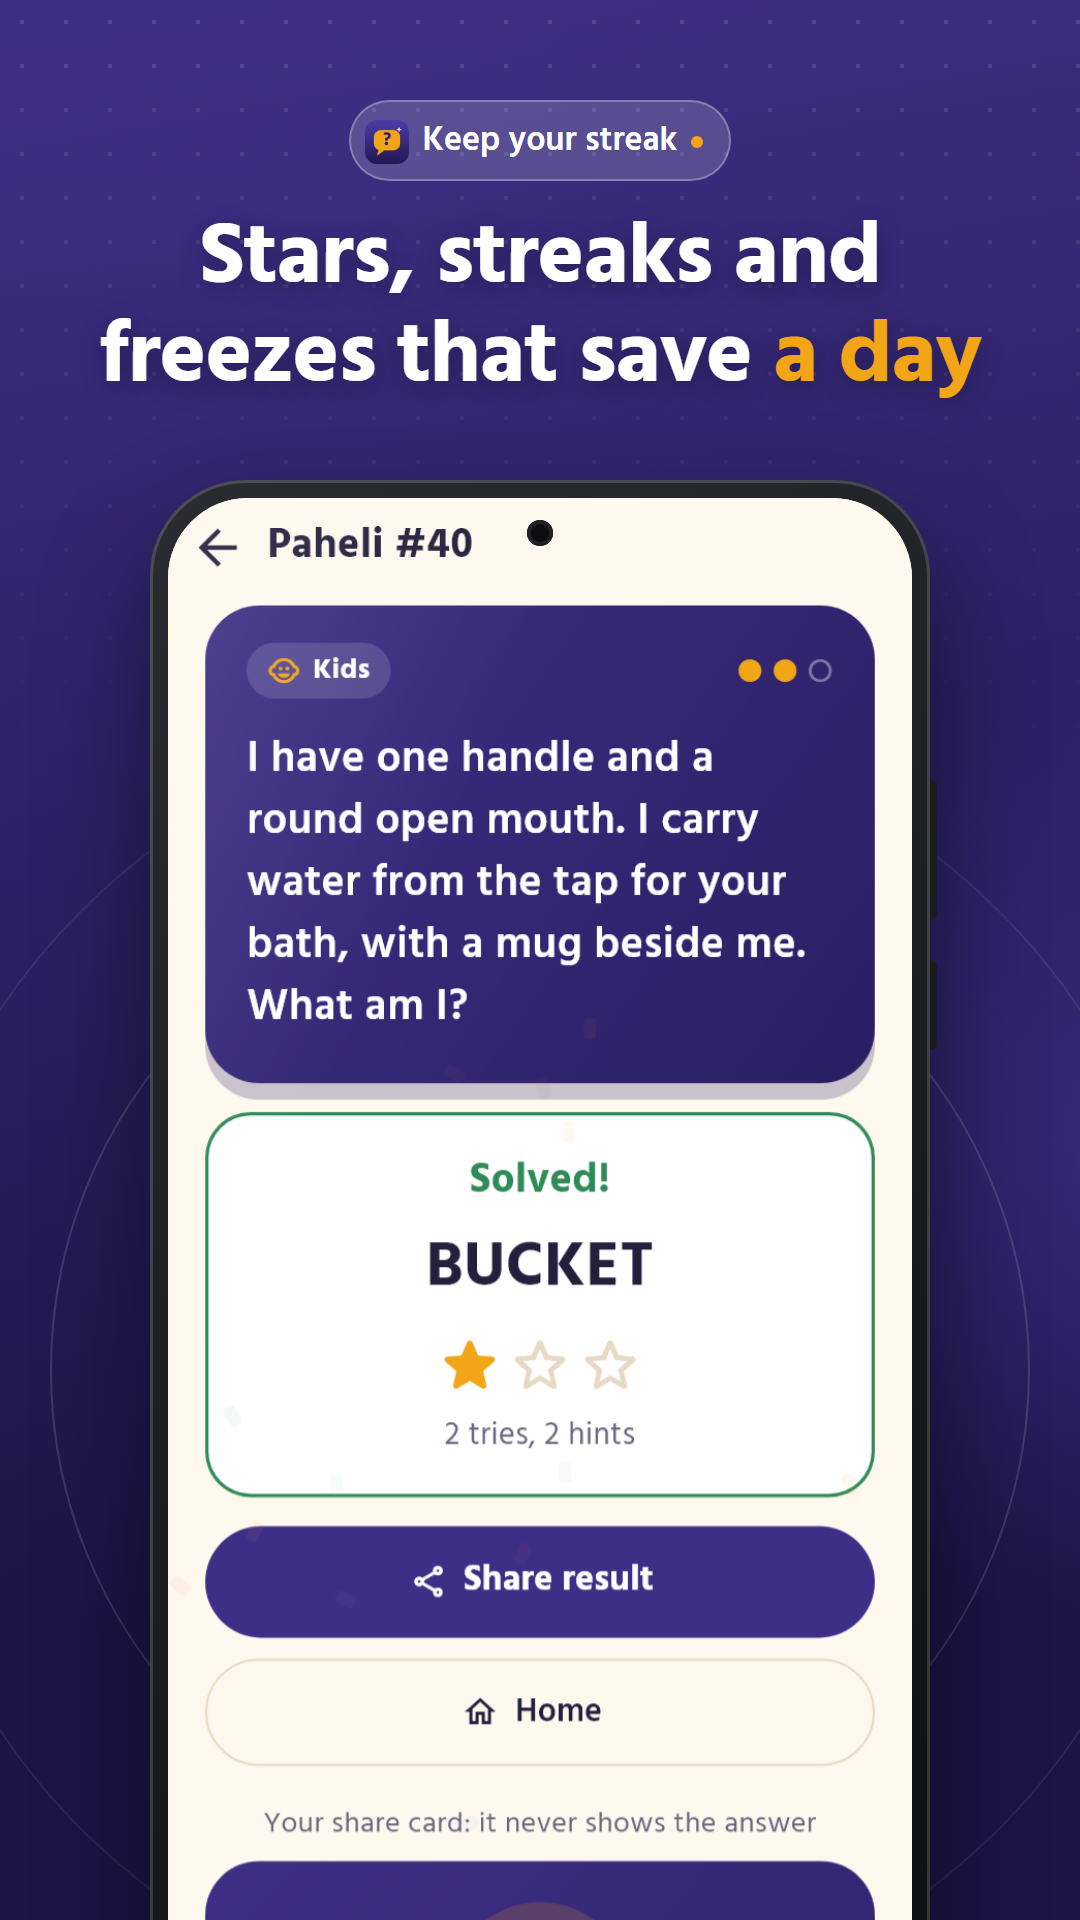 Keep your streak
Stars, streaks and
freezes that save a day
Paheli #40
Kids
I have one handle and a
round open mouth. I carry
water from the tap for your
bath, with a mug beside me.
What am I?
Solved!
BUCKET
2 tries, 2 hints
Share result
Home
Your share card: it never shows the answer